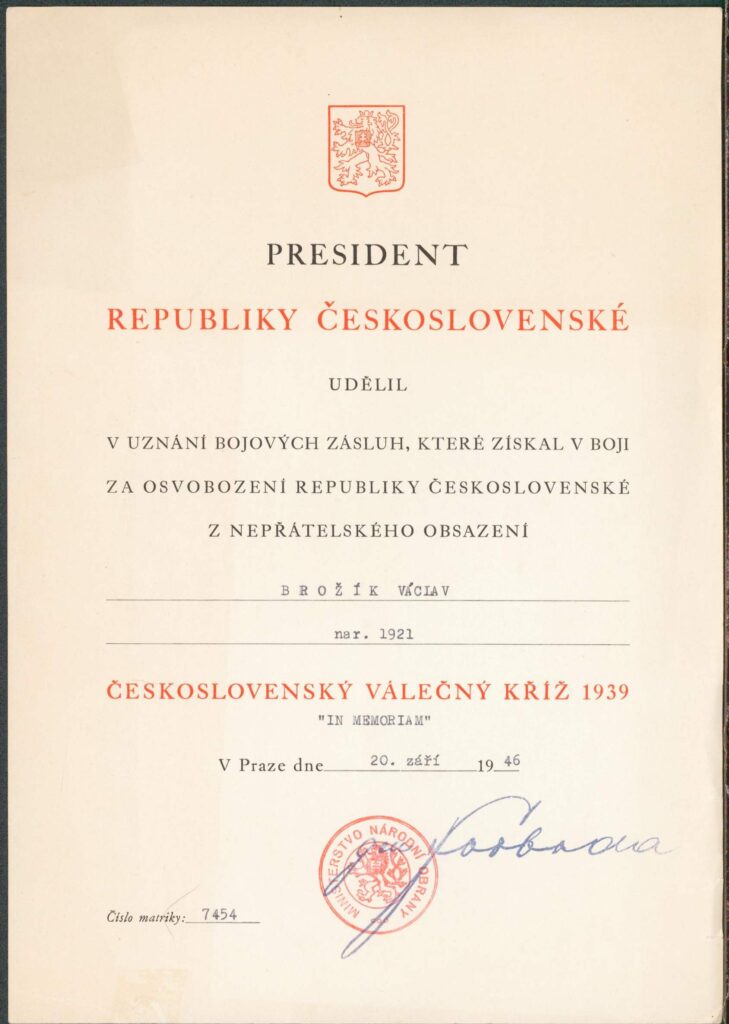 PRESIDENT
REPUBLIKY ČESKOSLOVENSKÉ
UDĚLIL
V UZNÁNÍ BOJOVÝCH ZÁSLUH, KTERÉ ZÍSKAL V BOJI
ZA OSVOBOZENÍ REPUBLIKY ČESKOSLOVENSKÉ
Z NEPŘÁTELSKÉHO OBSAZENÍ
BROŽÍK VÁCLAV
nar. 1921
ČESKOSLOVENSKÝ VÁLEČNÝ KŘÍŽ 1939
"IN MEMORIAM"
V Praze dne 20. září 1946
MINISTERSTVO NÁRODNÍ OBRANY
Svoboda
Číslo matriky: 7454